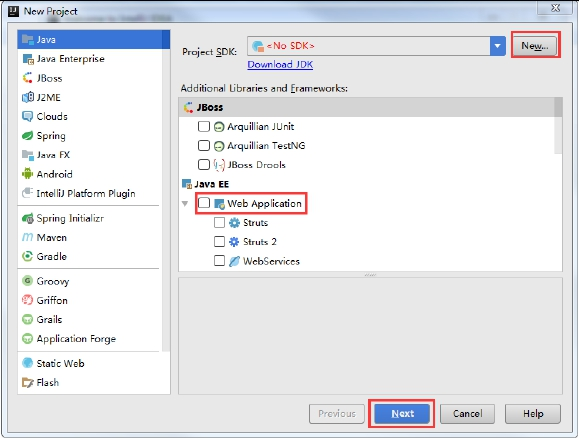 New Project
Java
Java Enterprise
JBoss
J2ME
Clouds
Spring
Java FX
Android
IntelliJ Platform Plugin
Spring Initializr
Maven
Gradle
Groovy
Griffon
Grails
Application Forge
Static Web
Flash
Project SDK: <No SDK> New...
Download JDK
Additional Libraries and Frameworks:
JBoss
Arquillian JUnit
Arquillian TestNG
JBoss Drools
Java EE
Web Application
Struts
Struts 2
WebServices
Previous Next Cancel Help